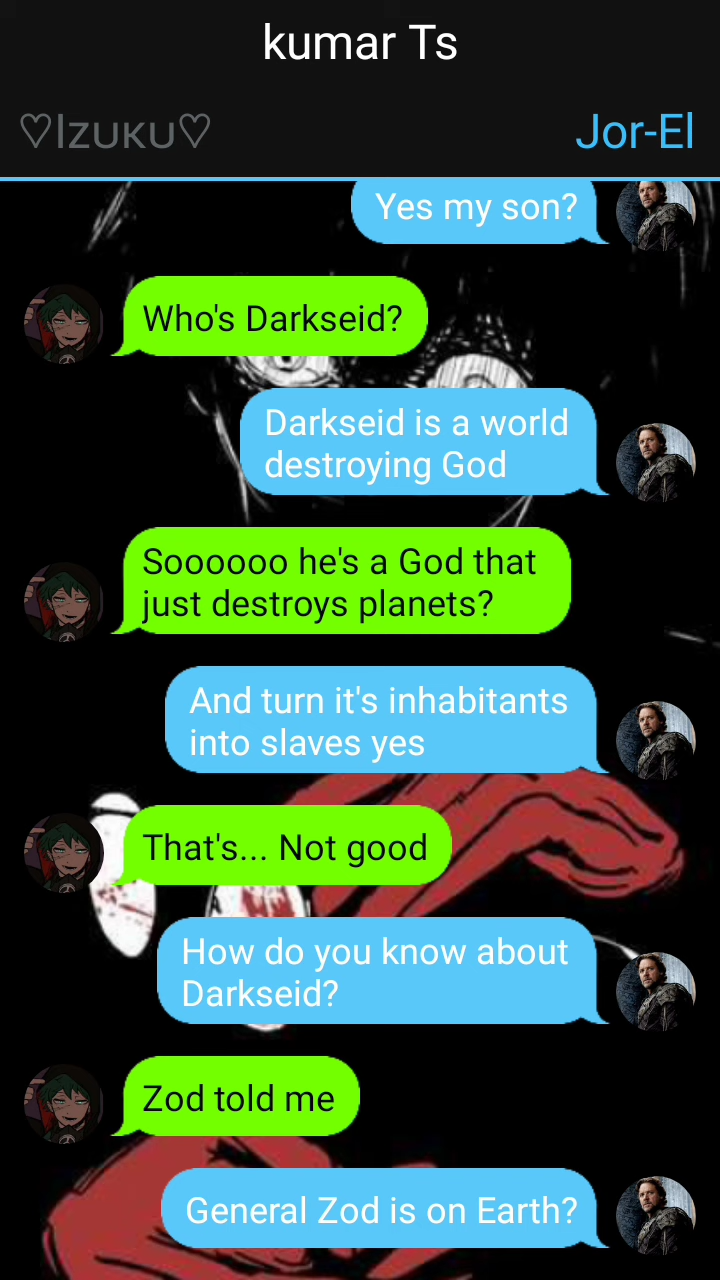 kumar Ts
♡Izuku♡
Jor-El
Yes my son?
Who's Darkseid?
Darkseid is a world
destroying God
Soooooo he's a God that
just destroys planets?
And turn it's inhabitants
into slaves yes
That's... Not good
How do you know about
Darkseid?
Zod told me
General Zod is on Earth?